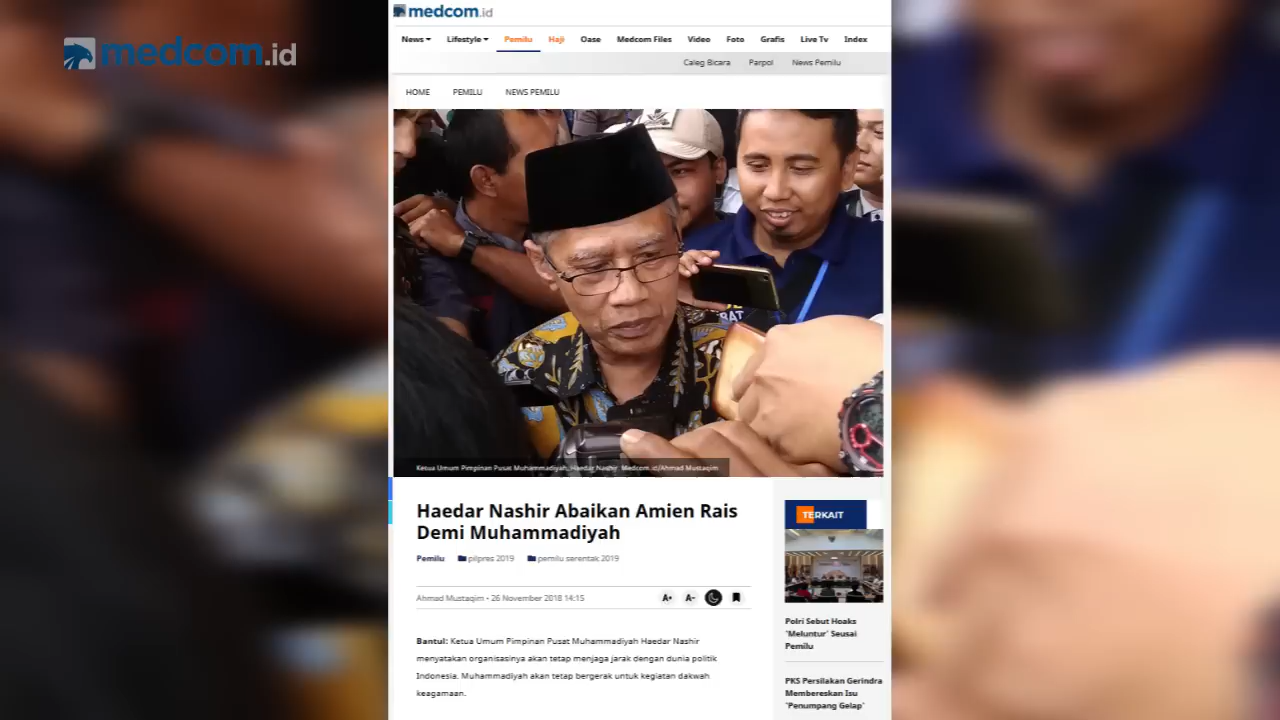 medcom.id
medcom.id
News Lifestyle Pemilu Haji Oase Medcom Files Video Foto Grafis Live Tv Index
Caleg Bicara Parpol News Pemilu
HOME PEMILU NEWS PEMILU
Ketua Umum Pimpinan Pusat Muhammadiyah, Haedar Nashir. Medcom.id/Ahmad Mustaqim
Haedar Nashir Abaikan Amien Rais
Demi Muhammadiyah
Pemilu pilpres 2019 pemilu serentak 2019
Ahmad Mustaqim • 26 November 2018 14:15
A+ A-
Bantul: Ketua Umum Pimpinan Pusat Muhammadiyah Haedar Nashir
menyatakan organisasinya akan tetap menjaga jarak dengan dunia politik
Indonesia. Muhammadiyah akan tetap bergerak untuk kegiatan dakwah
keagamaan.
TERKAIT
Polri Sebut Hoaks
'Meluntur' Seusai
Pemilu
PKS Persilakan Gerindra
Membereskan Isu
'Penumpang Gelap'